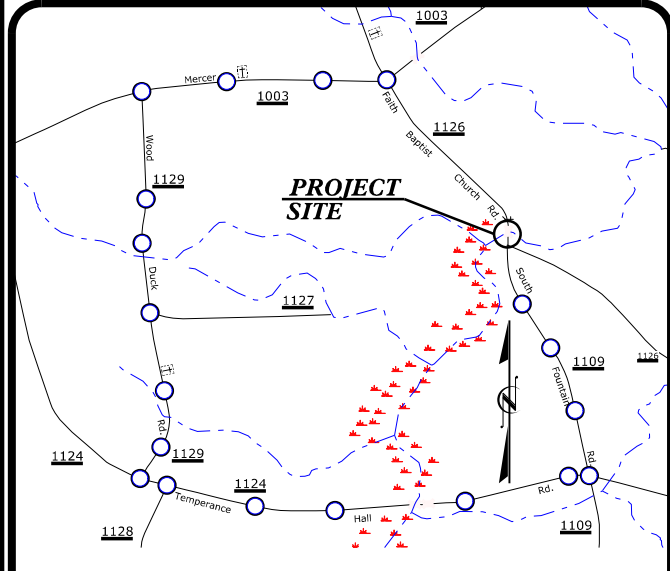 1003
Mercer
1003
Faith
Baptist
Church
Rd.
1126
Wood
1129
PROJECT
SITE
Duck
1127
South
1126
1109
Fountain
Rd.
1129
1124
Rd.
1124
Temperance
Hall
Rd.
1128
1109
N